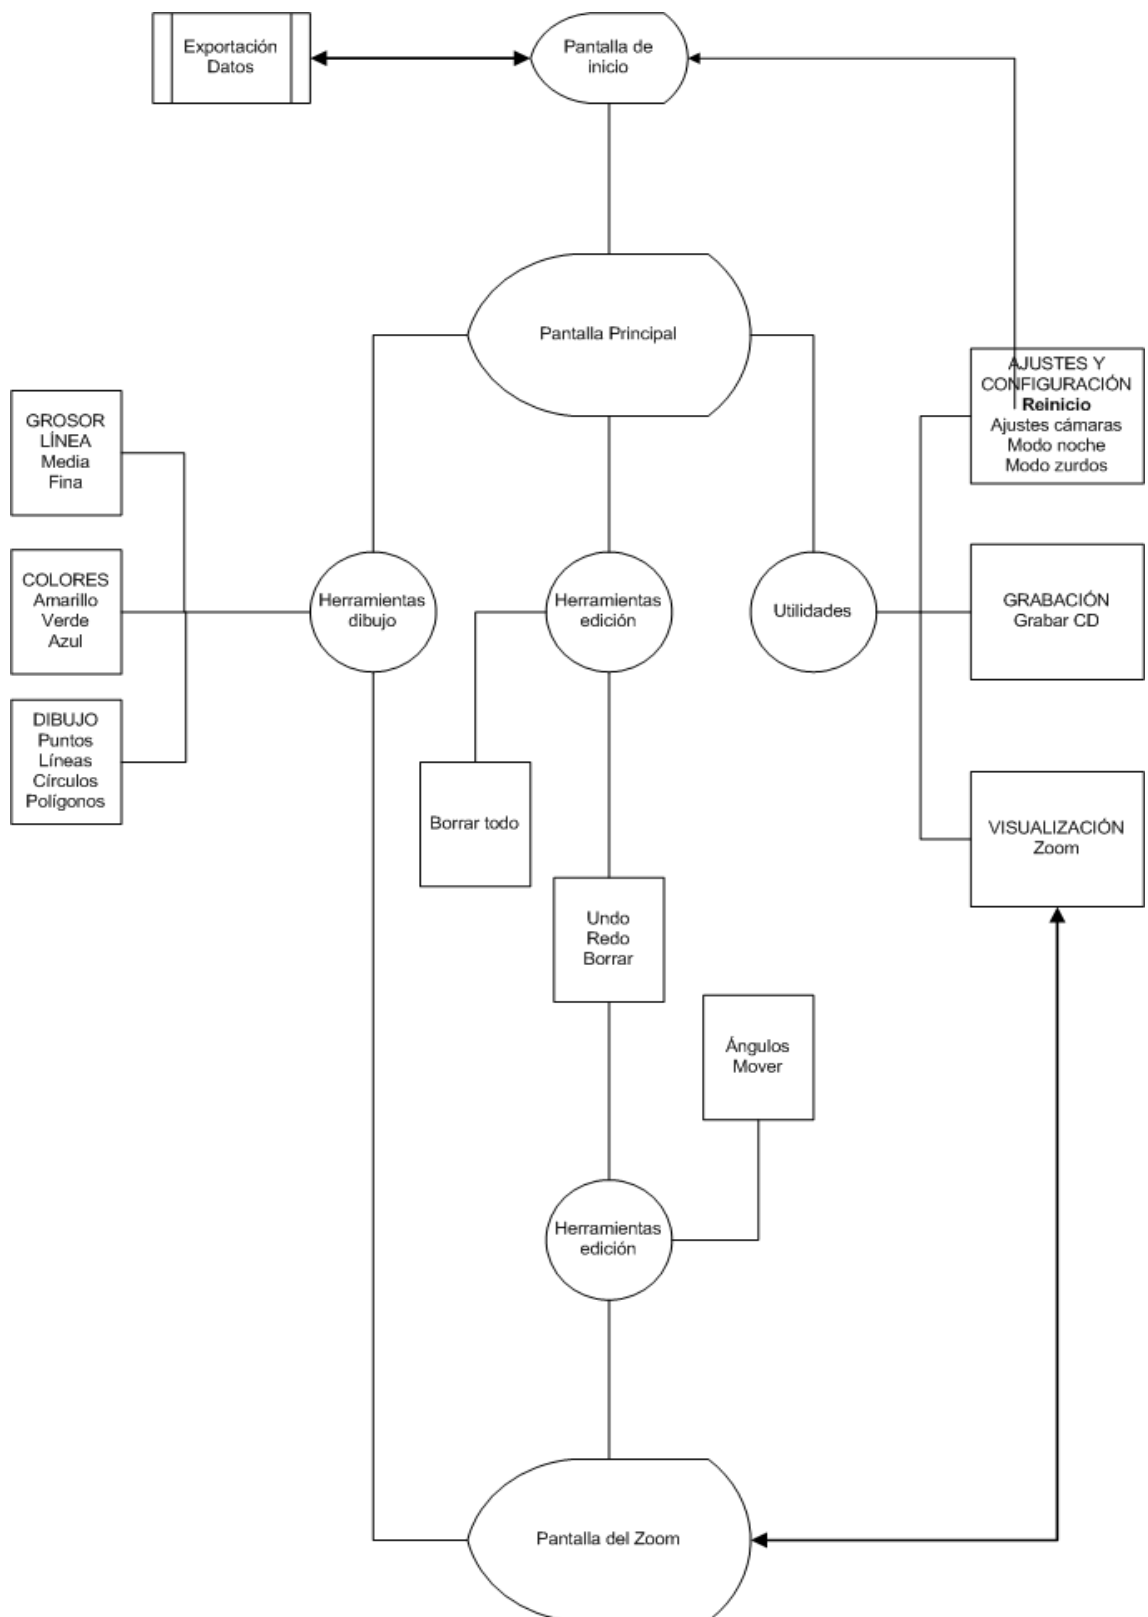 Exportación
Datos
Pantalla de
inicio
Pantalla Principal
AJUSTES Y
CONFIGURACIÓN
Reinicio
Ajustes cámaras
Modo noche
Modo zurdos
GROSOR
LÍNEA
Media
Fina
COLORES
Amarillo
Verde
Azul
Herramientas
dibujo
Herramientas
edición
Utilidades
GRABACIÓN
Grabar CD
DIBUJO
Puntos
Líneas
Círculos
Polígonos
Borrar todo
VISUALIZACIÓN
Zoom
Undo
Redo
Borrar
Ángulos
Mover
Herramientas
edición
Pantalla del Zoom